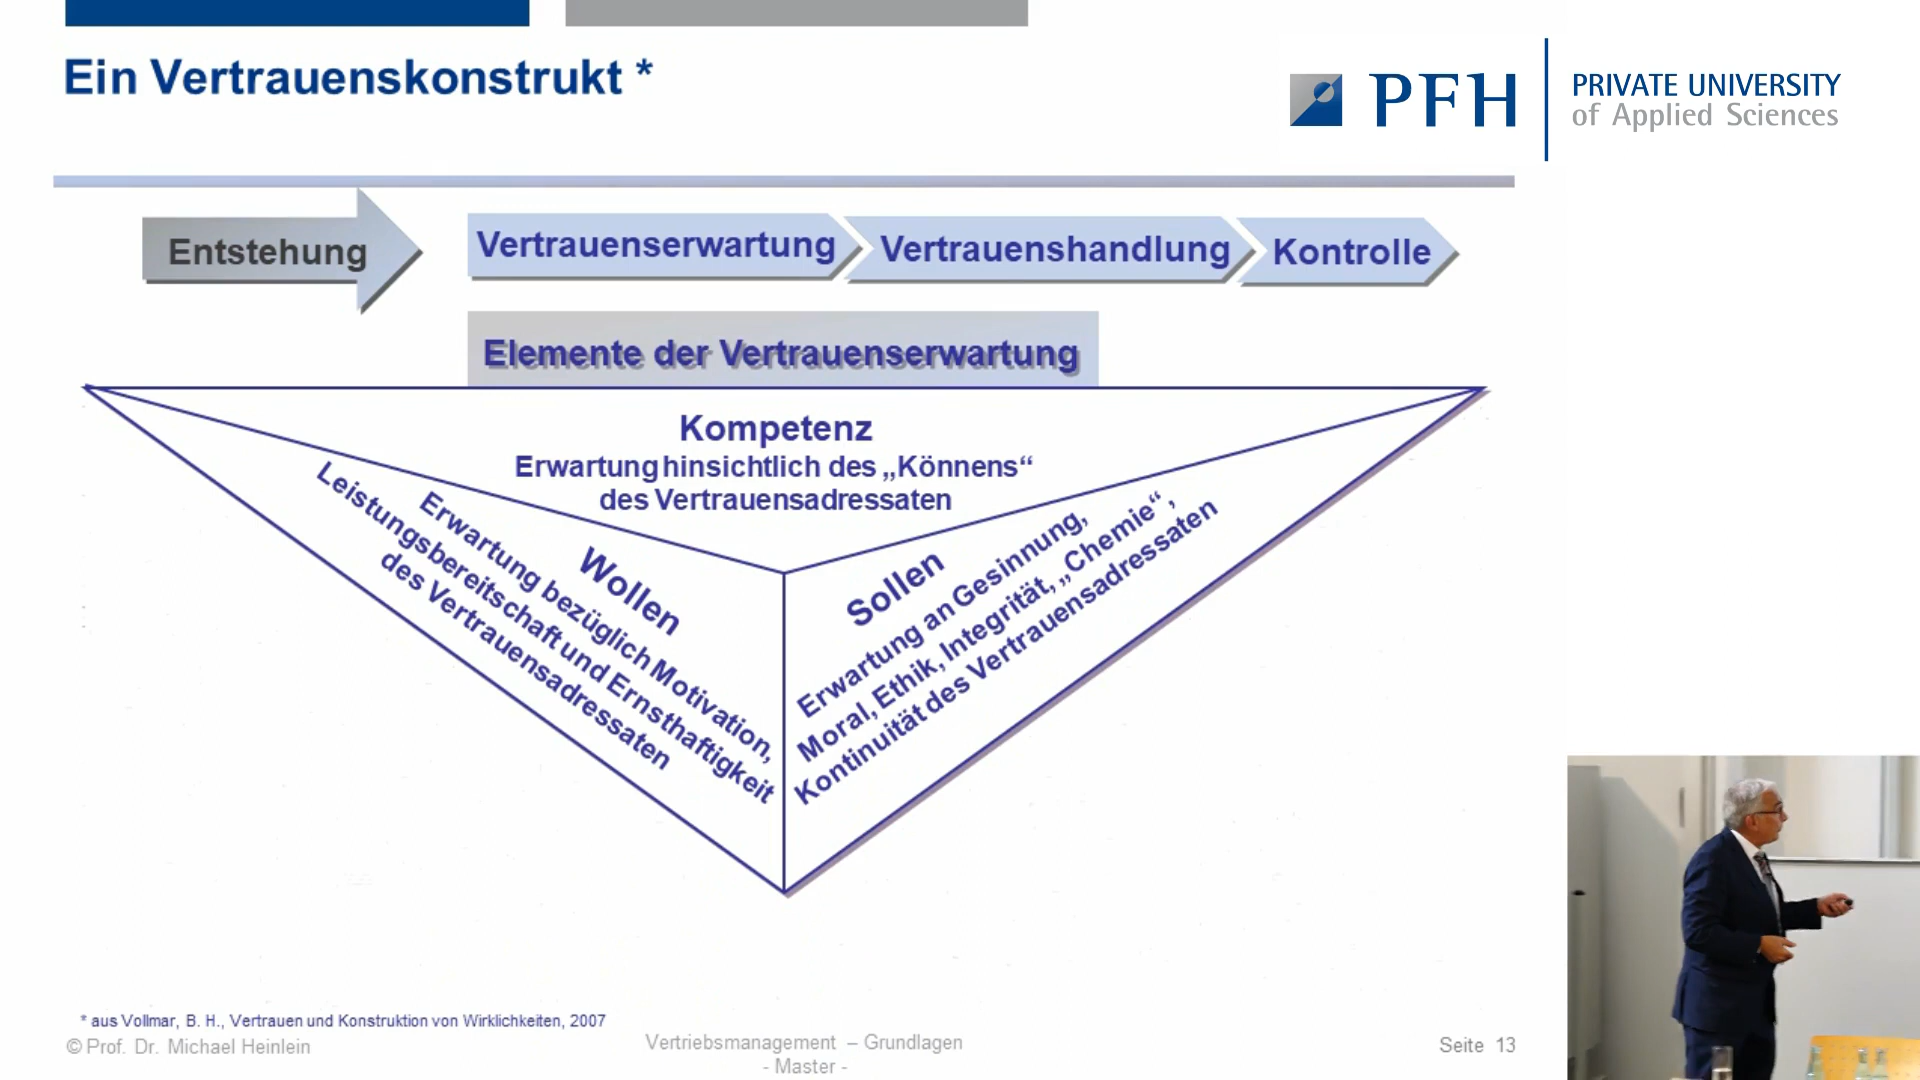 Ein Vertrauenskonstrukt *
PFH
PRIVATE UNIVERSITY
of Applied Sciences
Entstehung
Vertrauenserwartung
Vertrauenshandlung
Kontrolle
Elemente der Vertrauenserwartung
Kompetenz
Erwartung hinsichtlich des „Könnens“
des Vertrauensadressaten
Wollen
Erwartung bezüglich Motivation,
Leistungsbereitschaft und Ernsthaftigkeit
des Vertrauensadressaten
Sollen
Erwartung an Gesinnung,
Moral, Ethik, Integrität, „Chemie“,
Kontinuität des Vertrauensadressaten
* aus Vollmar, B. H., Vertrauen und Konstruktion von Wirklichkeiten, 2007
© Prof. Dr. Michael Heinlein
Vertriebsmanagement – Grundlagen
- Master -
Seite 13